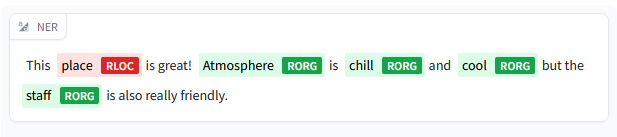 NER
This place RLOC is great! Atmosphere RORG is chill RORG and cool RORG but the
staff RORG is also really friendly.